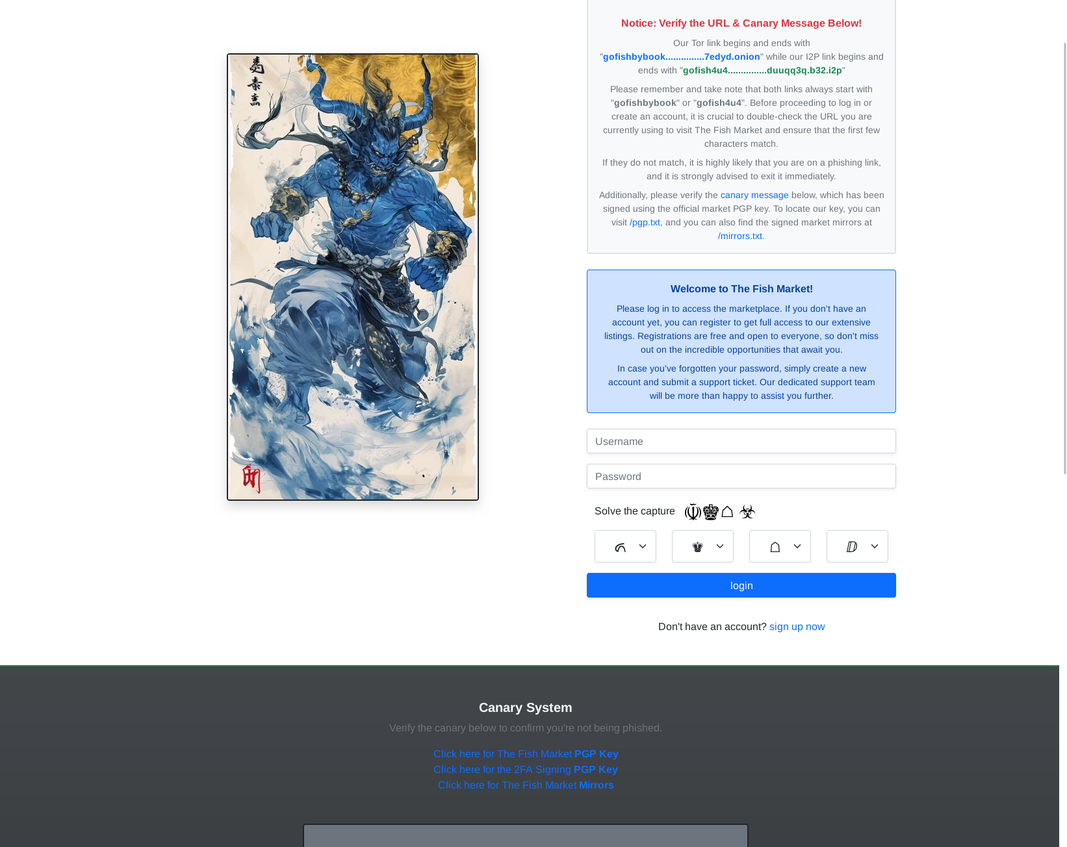 Notice: Verify the URL & Canary Message Below!
Our Tor link begins and ends with
"gofishbybook...............7edyd.onion" while our I2P link begins and
ends with "gofish4u4..............duuqq3q.b32.i2p"
Please remember and take note that both links always start with
"gofishbybook" or "gofish4u4". Before proceeding to log in or
create an account, it is crucial to double-check the URL you are
currently using to visit The Fish Market and ensure that the first few
characters match.
If they do not match, it is highly likely that you are on a phishing link,
and it is strongly advised to exit it immediately.
Additionally, please verify the canary message below, which has been
signed using the official market PGP key. To locate our key, you can
visit /pgp.txt, and you can also find the signed market mirrors at
/mirrors.txt.
Welcome to The Fish Market!
Please log in to access the marketplace. If you don't have an
account yet, you can register to get full access to our extensive
listings. Registrations are free and open to everyone, so don't miss
out on the incredible opportunities that await you.
In case you've forgotten your password, simply create a new
account and submit a support ticket. Our dedicated support team
will be more than happy to assist you further.
Username
Password
Solve the capture ☫♚☖ ☣
ⅅ
login
Don't have an account? sign up now
Canary System
Verify the canary below to confirm you're not being phished.
Click here for The Fish Market PGP Key
Click here for the 2FA Signing PGP Key
Click here for The Fish Market Mirrors